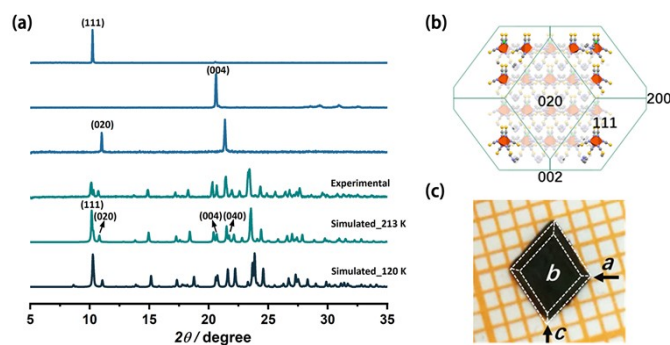 (a)
(111)
(004)
(020)
Experimental
(111)
(020)
(004)
(040)
Simulated_213 K
Simulated_120 K
5
10
15
20
25
30
35
2θ / degree
(b)
020
111
200
002
(c)
b
a
c